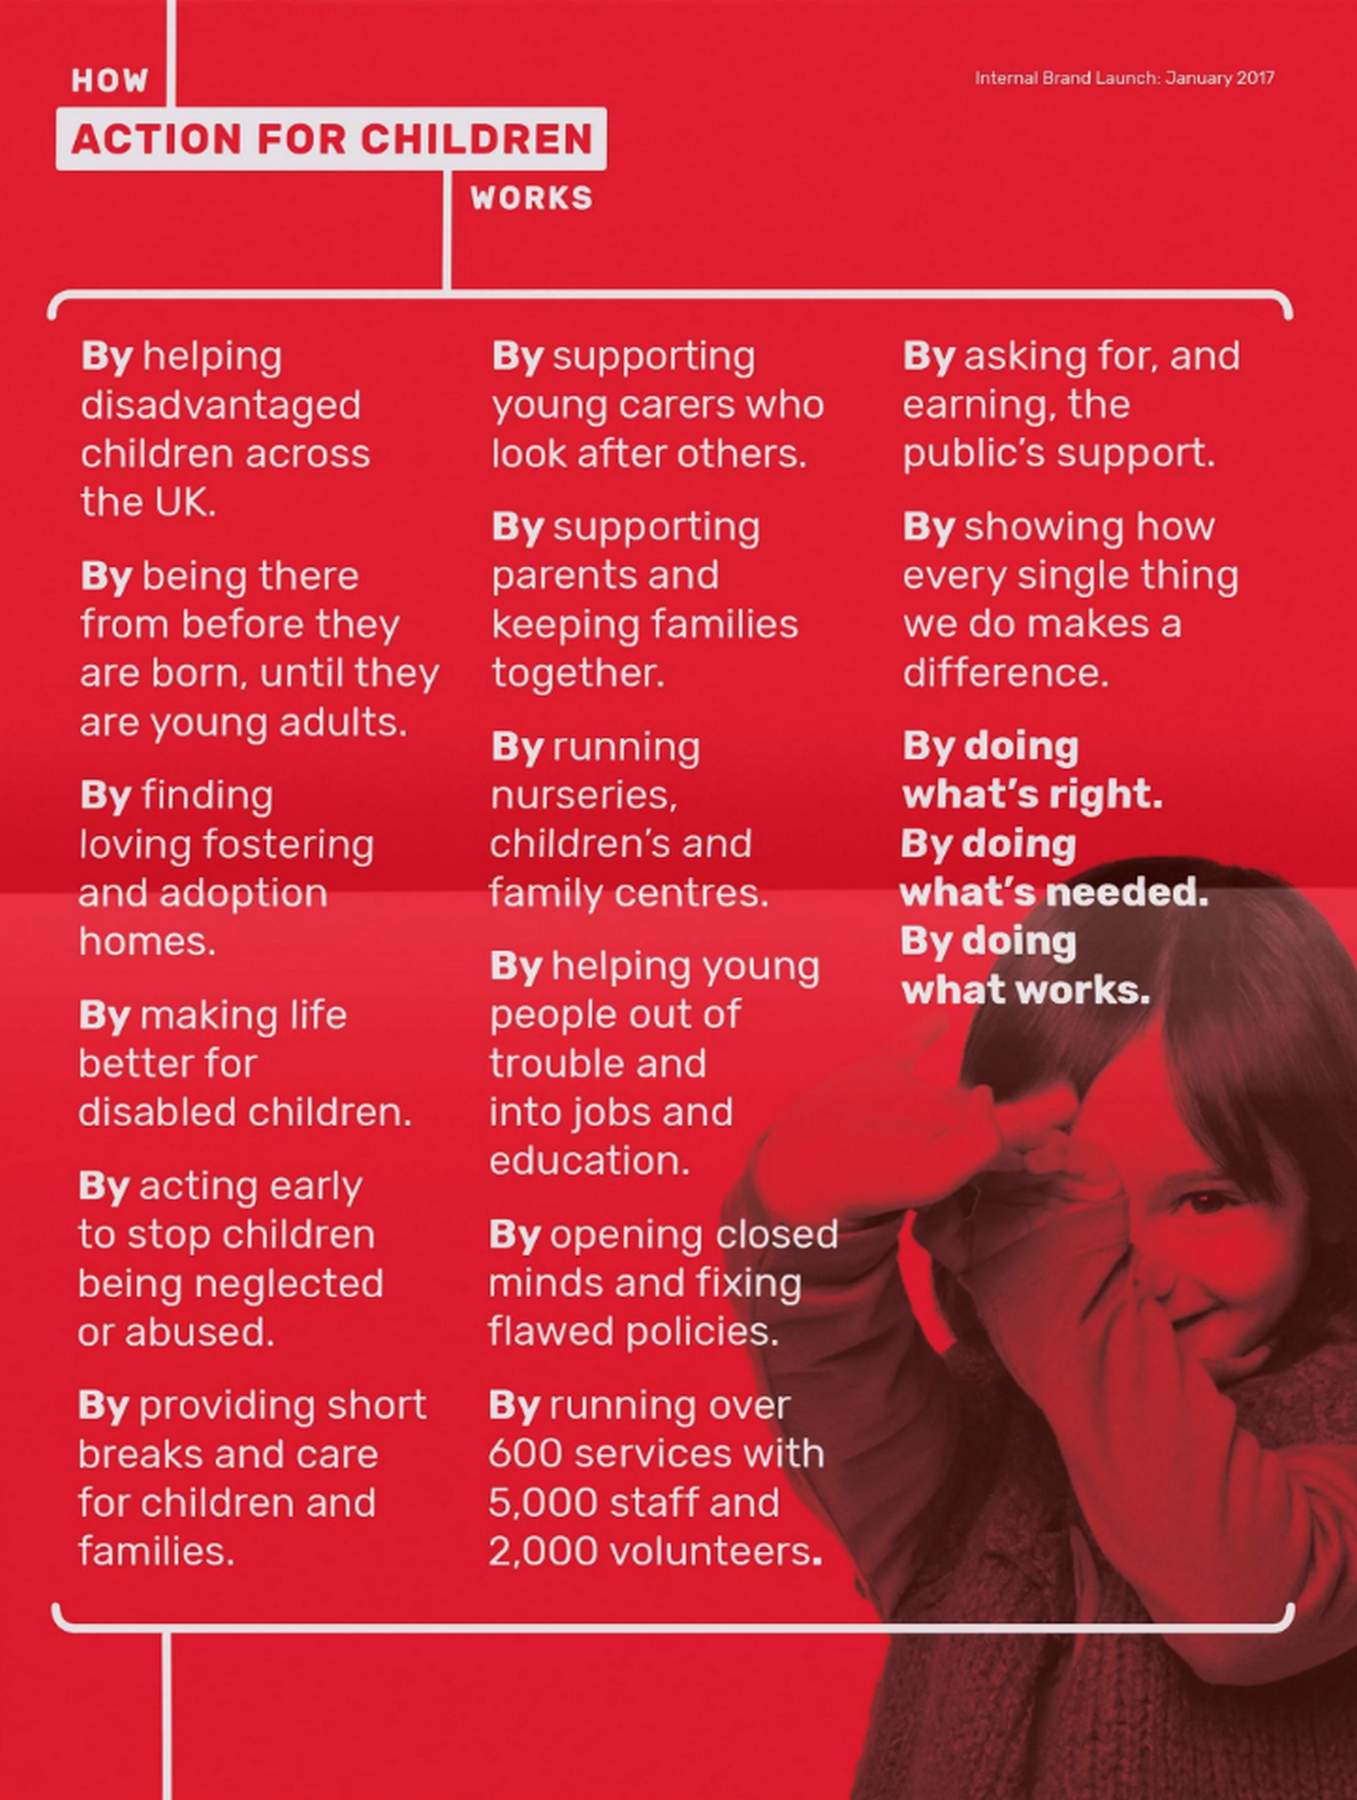 HOW
ACTION FOR CHILDREN
WORKS
Internal Brand Launch: January 2017
By helping
disadvantaged
children across
the UK.
By being there
from before they
are born, until they
are young adults.
By finding
loving fostering
and adoption
homes.
By making life
better for
disabled children.
By acting early
to stop children
being neglected
or abused.
By providing short
breaks and care
for children and
families.
By supporting
young carers who
look after others.
By supporting
parents and
keeping families
together.
By running
nurseries,
children’s and
family centres.
By helping young
people out of
trouble and
into jobs and
education.
By opening closed
minds and fixing
flawed policies.
By running over
600 services with
5,000 staff and
2,000 volunteers.
By asking for, and
earning, the
public’s support.
By showing how
every single thing
we do makes a
difference.
By doing
what’s right.
By doing
what’s needed.
By doing
what works.